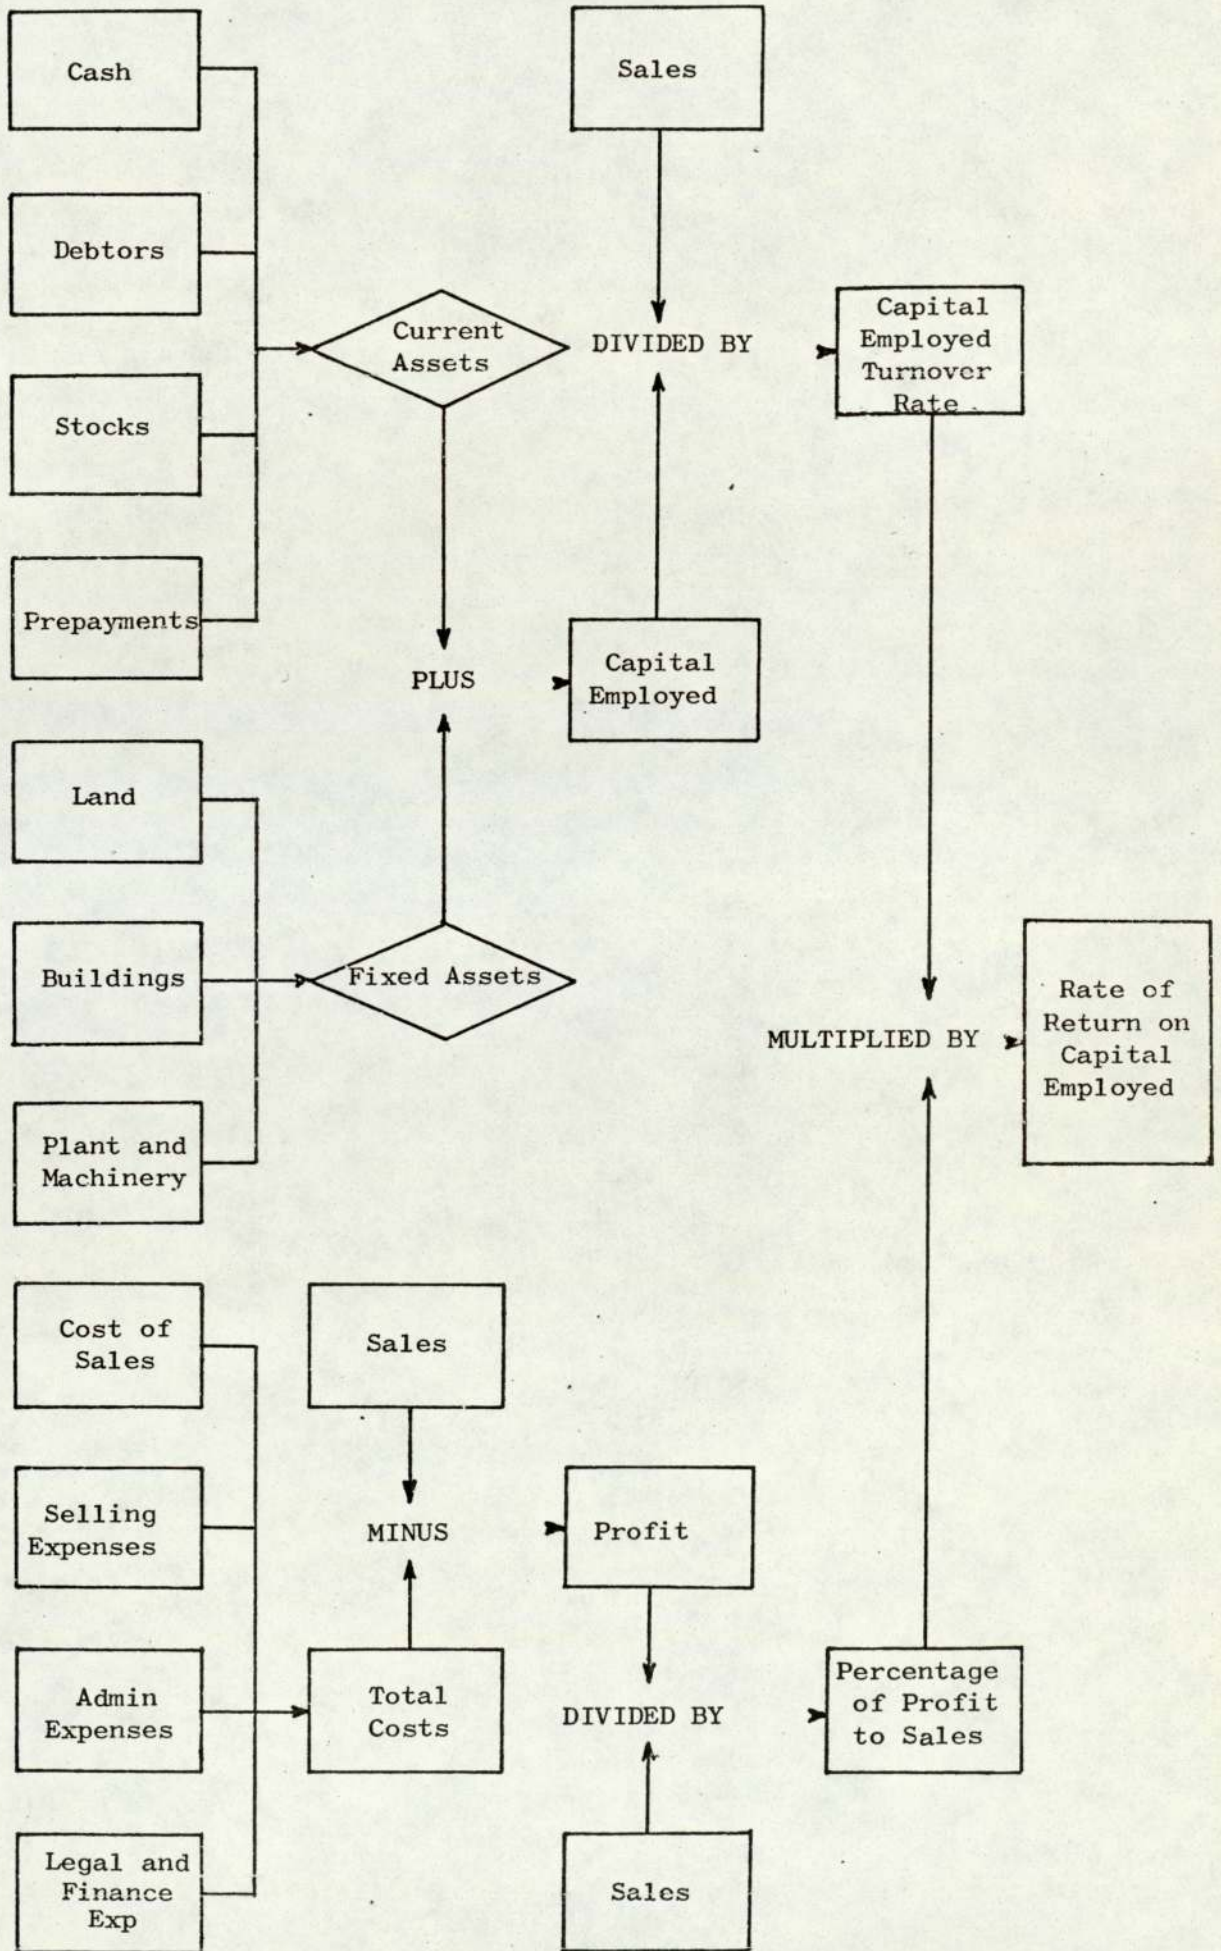 Cash
Sales
Debtors
Current
Assets
DIVIDED BY
Capital
Employed
Turnover
Rate
Stocks
Prepayments
PLUS
Capital
Employed
Land
Buildings
Fixed Assets
MULTIPLIED BY
Rate of
Return on
Capital
Employed
Plant and
Machinery
Cost of
Sales
Sales
Selling
Expenses
MINUS
Profit
Admin
Expenses
Total
Costs
DIVIDED BY
Percentage
of Profit
to Sales
Legal and
Finance
Exp
Sales